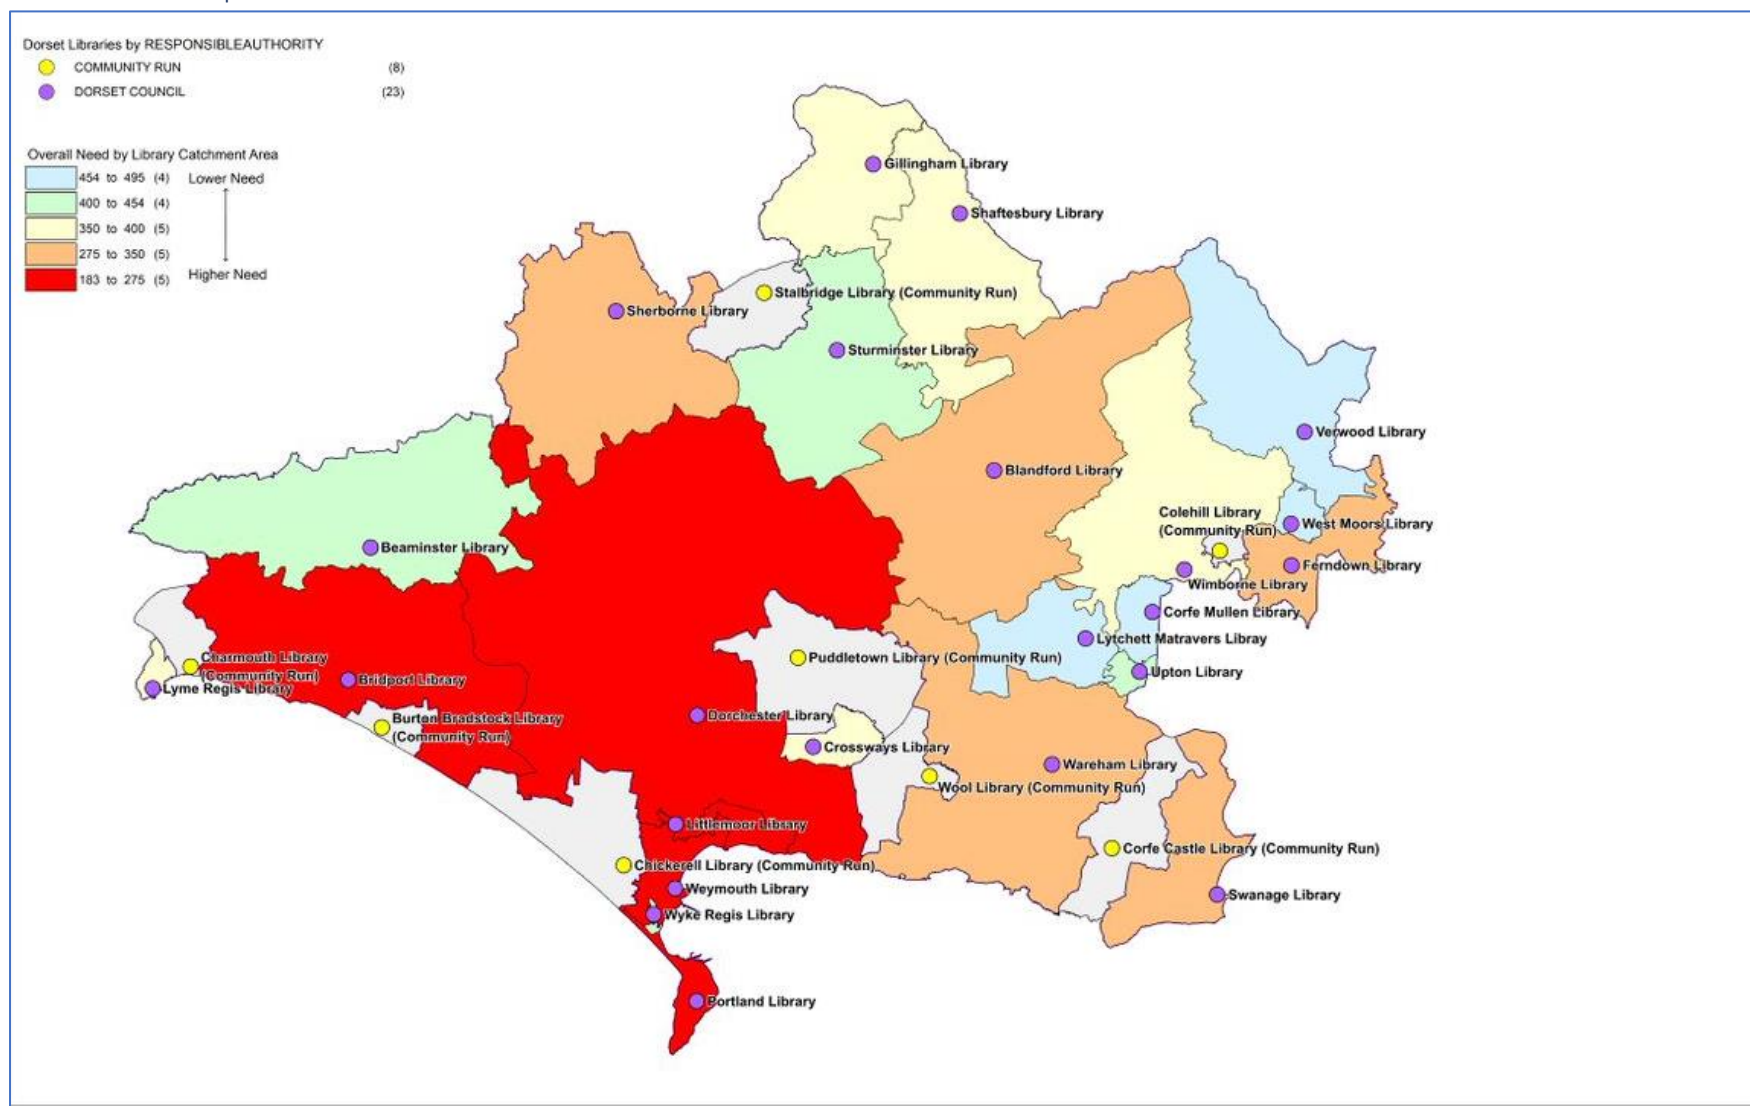 Dorset Libraries by RESPONSIBLEAUTHORITY
COMMUNITY RUN (8)
DORSET COUNCIL (23)
Overall Need by Library Catchment Area
454 to 495 (4) Lower Need
400 to 454 (4)
350 to 400 (5)
275 to 350 (5)
183 to 275 (5) Higher Need
Gillingham Library
Shaftesbury Library
Stalbridge Library (Community Run)
Sherborne Library
Sturminster Library
Verwood Library
Blandford Library
Colehill Library
(Community Run)
West Moors Library
Beaminster Library
Ferndown Library
Wimborne Library
Corfe Mullen Library
Lytchett Matravers Libray
Charmouth Library
(Community Run)
Puddletown Library (Community Run)
Upton Library
Bridport Library
Lyme Regis Library
Burton Bradstock Library
(Community Run)
Dorchester Library
Crossways Library
Wareham Library
Wool Library (Community Run)
Littlemoor Library
Corfe Castle Library (Community Run)
Chickerell Library (Community Run)
Weymouth Library
Swanage Library
Wyke Regis Library
Portland Library